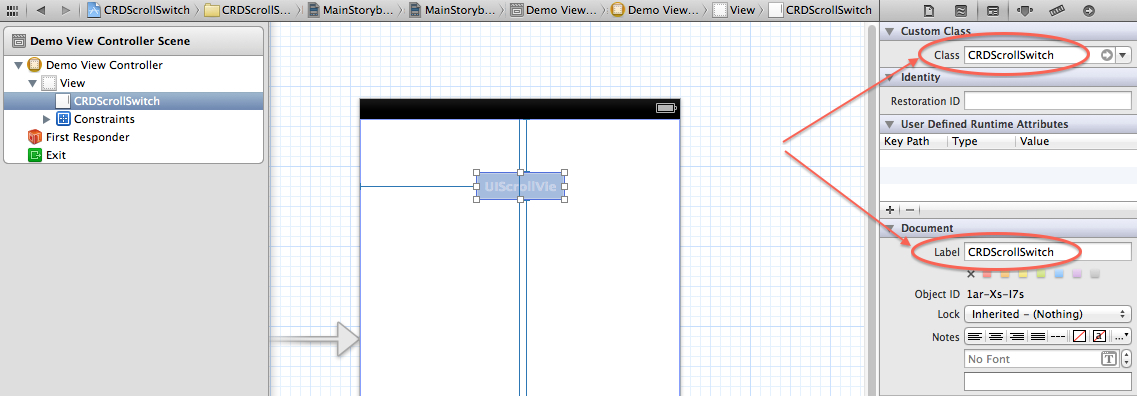 CRDScrollSwitch
CRDScrollS...
MainStoryb...
MainStoryb...
Demo View...
Demo View...
View
CRDScrollSwitch
Demo View Controller Scene
Demo View Controller
View
CRDScrollSwitch
Constraints
First Responder
Exit
UIScrollVie
Custom Class
Class CRDScrollSwitch
Identity
Restoration ID
User Defined Runtime Attributes
Key Path Type Value
Document
Label CRDScrollSwitch
Object ID 1ar-Xs-I7s
Lock Inherited - (Nothing)
Notes
No Font